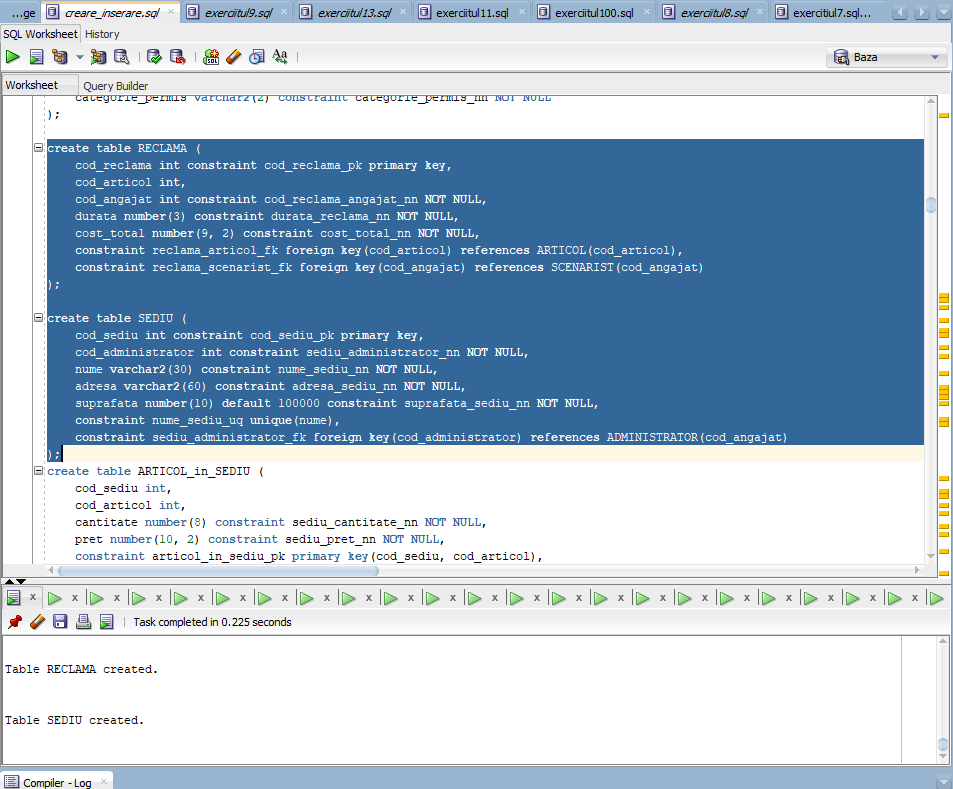 ...ge creare_inserare.sql exerciitul9.sql exerciitul13.sql exerciitul11.sql exerciitul100.sql exerciitul8.sql exercitiul7.sql...
SQL Worksheet History
Baza
Worksheet Query Builder
categorie_permis varchar2(2) constraint categorie_permis_nn NOT NULL
);
create table RECLAMA (
cod_reclama int constraint cod_reclama_pk primary key,
cod_articol int,
cod_angajat int constraint cod_reclama_angajat_nn NOT NULL,
durata number(3) constraint durata_reclama_nn NOT NULL,
cost_total number(9, 2) constraint cost_total_nn NOT NULL,
constraint reclama_articol_fk foreign key(cod_articol) references ARTICOL(cod_articol),
constraint reclama_scenarist_fk foreign key(cod_angajat) references SCENARIST(cod_angajat)
);
create table SEDIU (
cod_sediu int constraint cod_sediu_pk primary key,
cod_administrator int constraint sediu_administrator_nn NOT NULL,
nume varchar2(30) constraint nume_sediu_nn NOT NULL,
adresa varchar2(60) constraint adresa_sediu_nn NOT NULL,
suprafata number(10) default 100000 constraint suprafata_sediu_nn NOT NULL,
constraint nume_sediu_uq unique(nume),
constraint sediu_administrator_fk foreign key(cod_administrator) references ADMINISTRATOR(cod_angajat)
);
create table ARTICOL_in_SEDIU (
cod_sediu int,
cod_articol int,
cantitate number(8) constraint sediu_cantitate_nn NOT NULL,
pret number(10, 2) constraint sediu_pret_nn NOT NULL,
constraint articol_in_sediu_pk primary key(cod_sediu, cod_articol),
Task completed in 0.225 seconds
Table RECLAMA created.
Table SEDIU created.
Compiler - Log